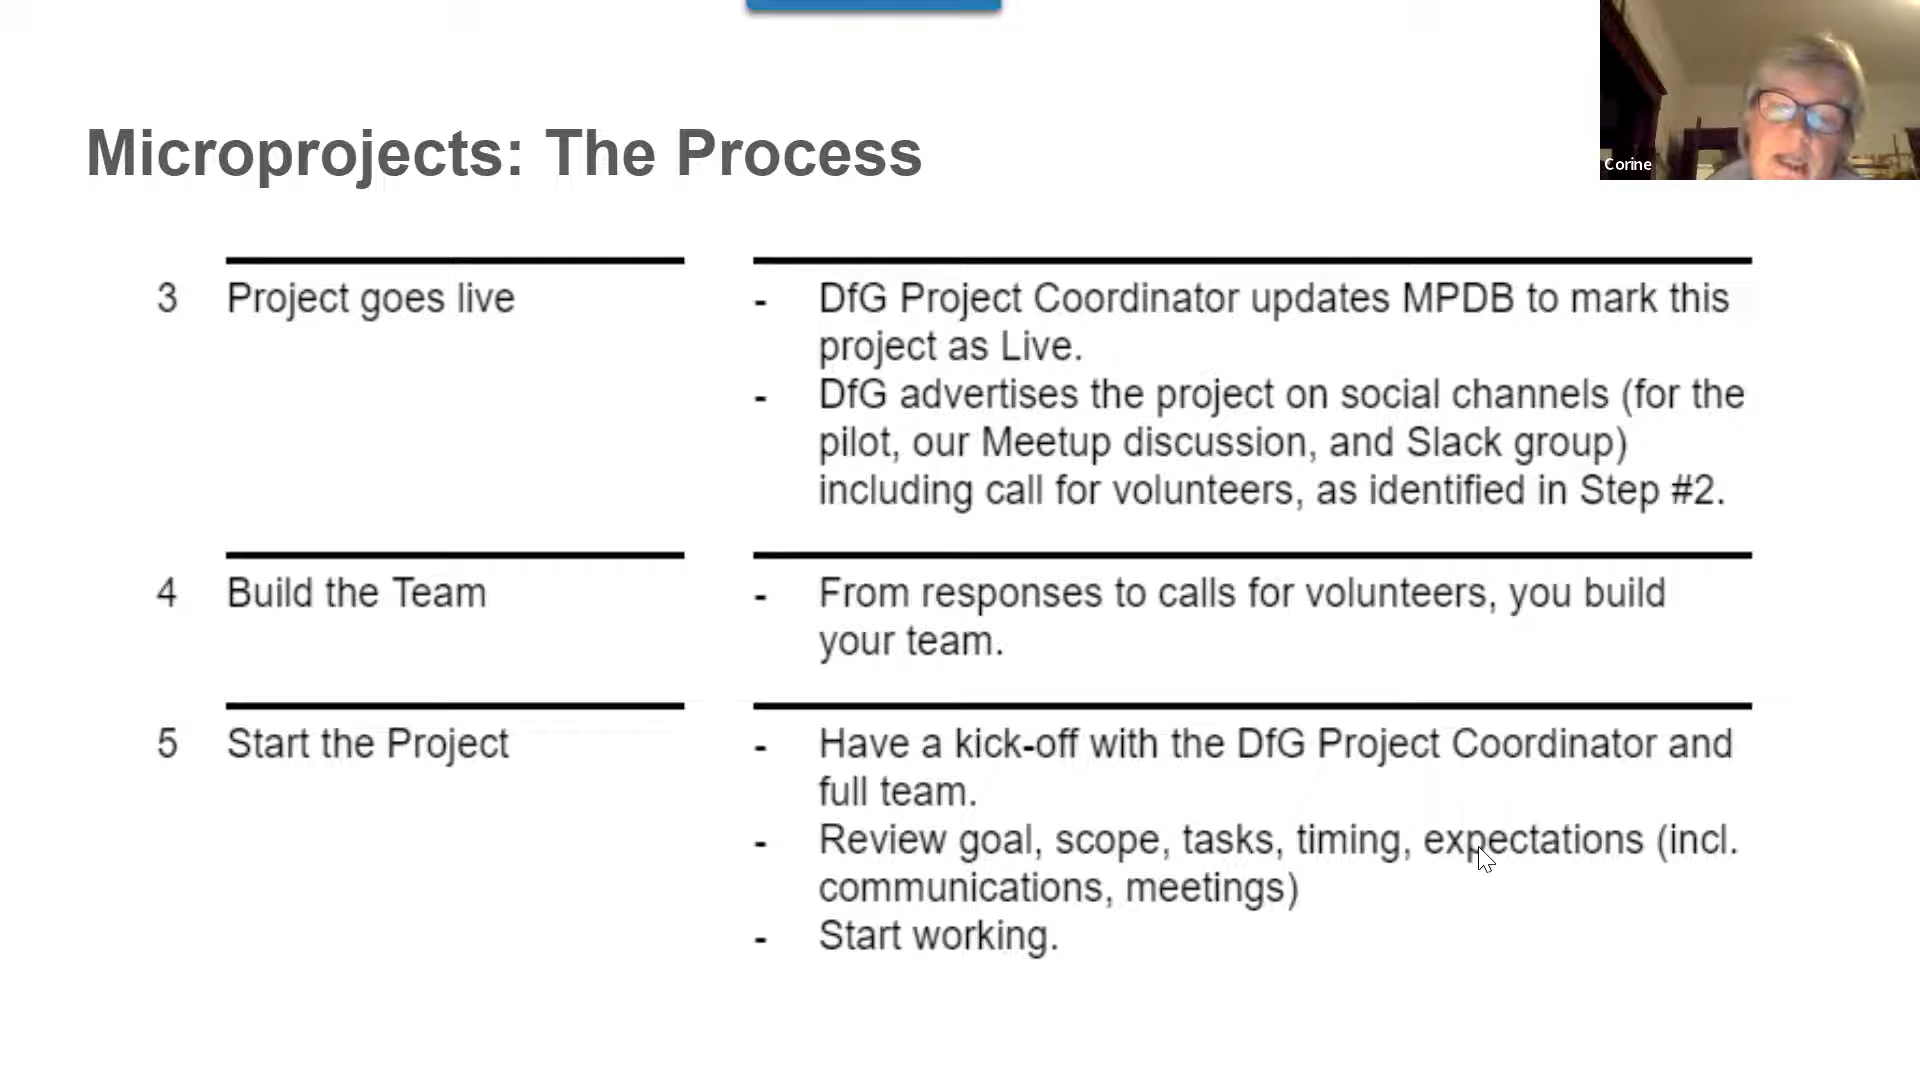 Microprojects: The Process
Corine
3 Project goes live
- DfG Project Coordinator updates MPDB to mark this
project as Live.
- DfG advertises the project on social channels (for the
pilot, our Meetup discussion, and Slack group)
including call for volunteers, as identified in Step #2.
4 Build the Team
- From responses to calls for volunteers, you build
your team.
5 Start the Project
- Have a kick-off with the DfG Project Coordinator and
full team.
- Review goal, scope, tasks, timing, expectations (incl.
communications, meetings)
- Start working.